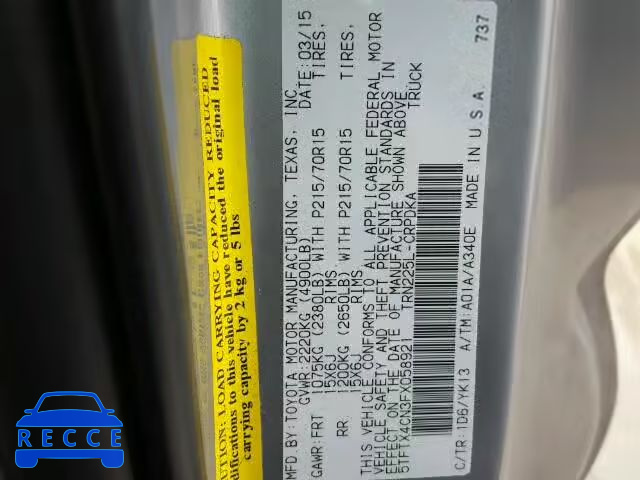 CAUTION: LOAD CARRYING CAPACITY REDUCED
difications to this vehicle have reduced the original load
carrying capacity by 2 kg or 5 lbs
MFD.BY: TOYOTA MOTOR MANUFACTURING, TEXAS, INC. DATE: 03/15
GVWR: 2220KG (4900LB)
GAWR: FRT 1075KG (2380LB) WITH P215/70R15 TIRES,
15X6J RIMS
RR. 1200KG (2650LB) WITH P215/70R15 TIRES,
15X6J RIMS
THIS VEHICLE CONFORMS TO ALL APPLICABLE FEDERAL MOTOR
VEHICLE SAFETY AND THEFT PREVENTION STANDARDS IN
EFFECT ON THE DATE OF MANUFACTURE SHOWN ABOVE.
5TFTX4CN3FX058921 TRN225L-CRPDKA TRUCK
C/TR: 1D6/YK13 A/TM: A01A/A340E MADE IN U.S.A. 737
RECCE